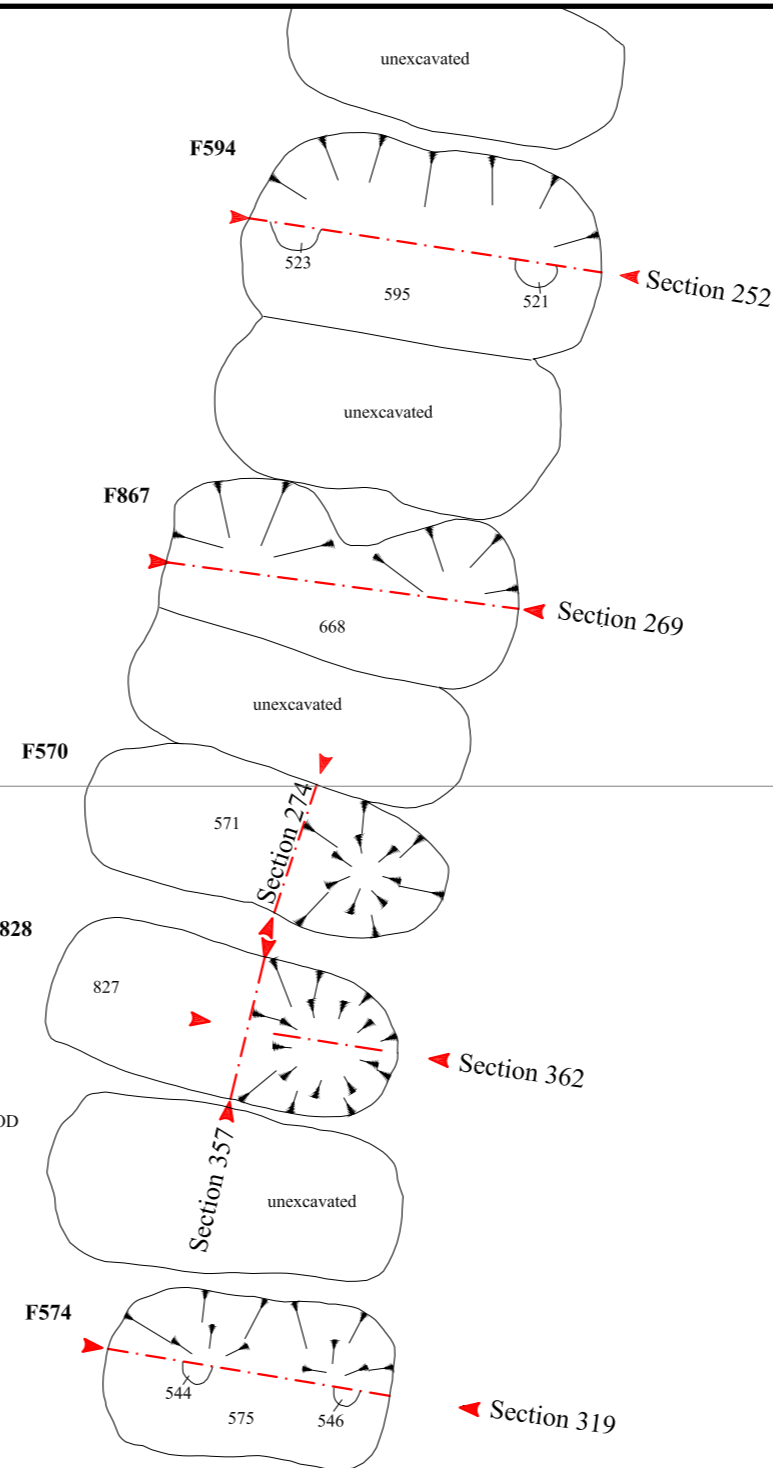 unexcavated
F594
523
595
521
Section 252
unexcavated
F867
Section 269
668
unexcavated
F570
571
Section 274
828
827
Section 362
OD
Section 357
unexcavated
F574
544
575
546
Section 319